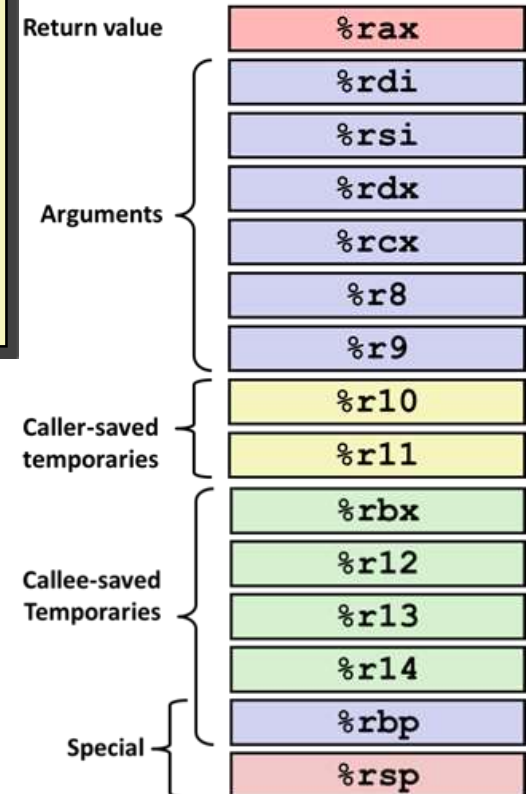 Return value
%rax
Arguments
%rdi
%rsi
%rdx
%rcx
%r8
%r9
Caller-saved
temporaries
%r10
%r11
Callee-saved
Temporaries
%rbx
%r12
%r13
%r14
Special
%rbp
%rsp